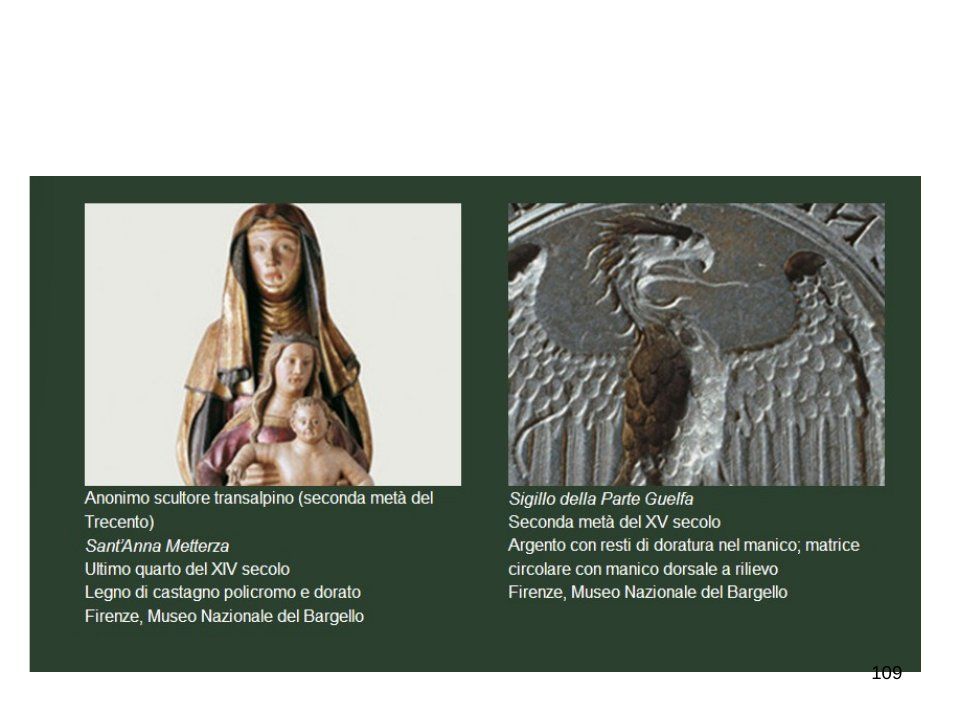 Anonimo scultore transalpino (seconda metà del
Trecento)
Sant'Anna Metterza
Ultimo quarto del XIV secolo
Legno di castagno policromo e dorato
Firenze, Museo Nazionale del Bargello
Sigillo della Parte Guelfa
Seconda metà del XV secolo
Argento con resti di doratura nel manico; matrice
circolare con manico dorsale a rilievo
Firenze, Museo Nazionale del Bargello
109